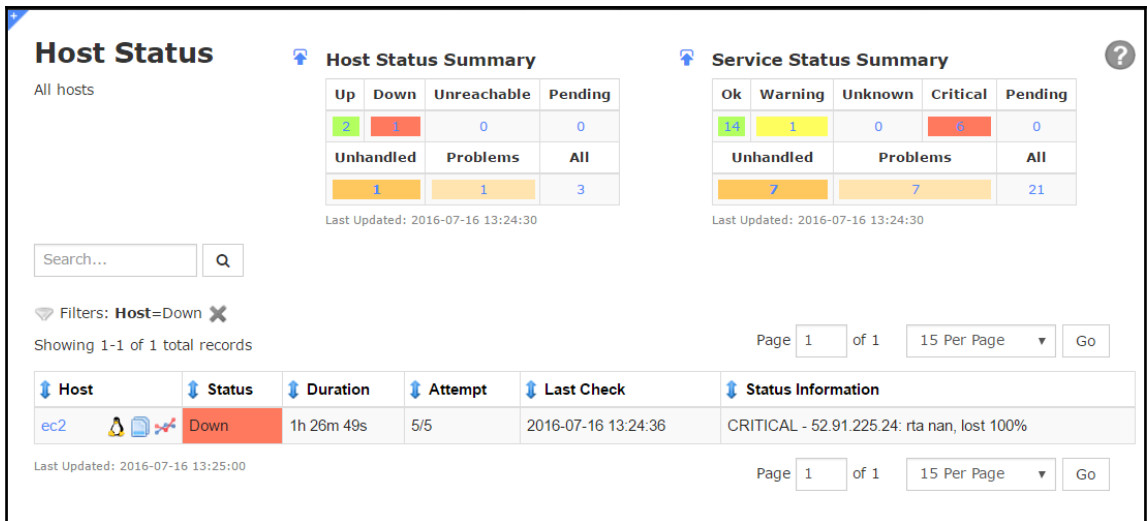 Host Status
All hosts
Host Status Summary
Up Down Unreachable Pending
2 1 0 0
Unhandled Problems All
1 1 3
Last Updated: 2016-07-16 13:24:30
Service Status Summary
Ok Warning Unknown Critical Pending
14 1 0 6 0
Unhandled Problems All
7 7 21
Last Updated: 2016-07-16 13:24:30
?
Search...
Filters: Host=Down
Showing 1-1 of 1 total records
Page 1 of 1 15 Per Page Go
Host Status Duration Attempt Last Check Status Information
ec2 Down 1h 26m 49s 5/5 2016-07-16 13:24:36 CRITICAL - 52.91.225.24: rta nan, lost 100%
Last Updated: 2016-07-16 13:25:00
Page 1 of 1 15 Per Page Go